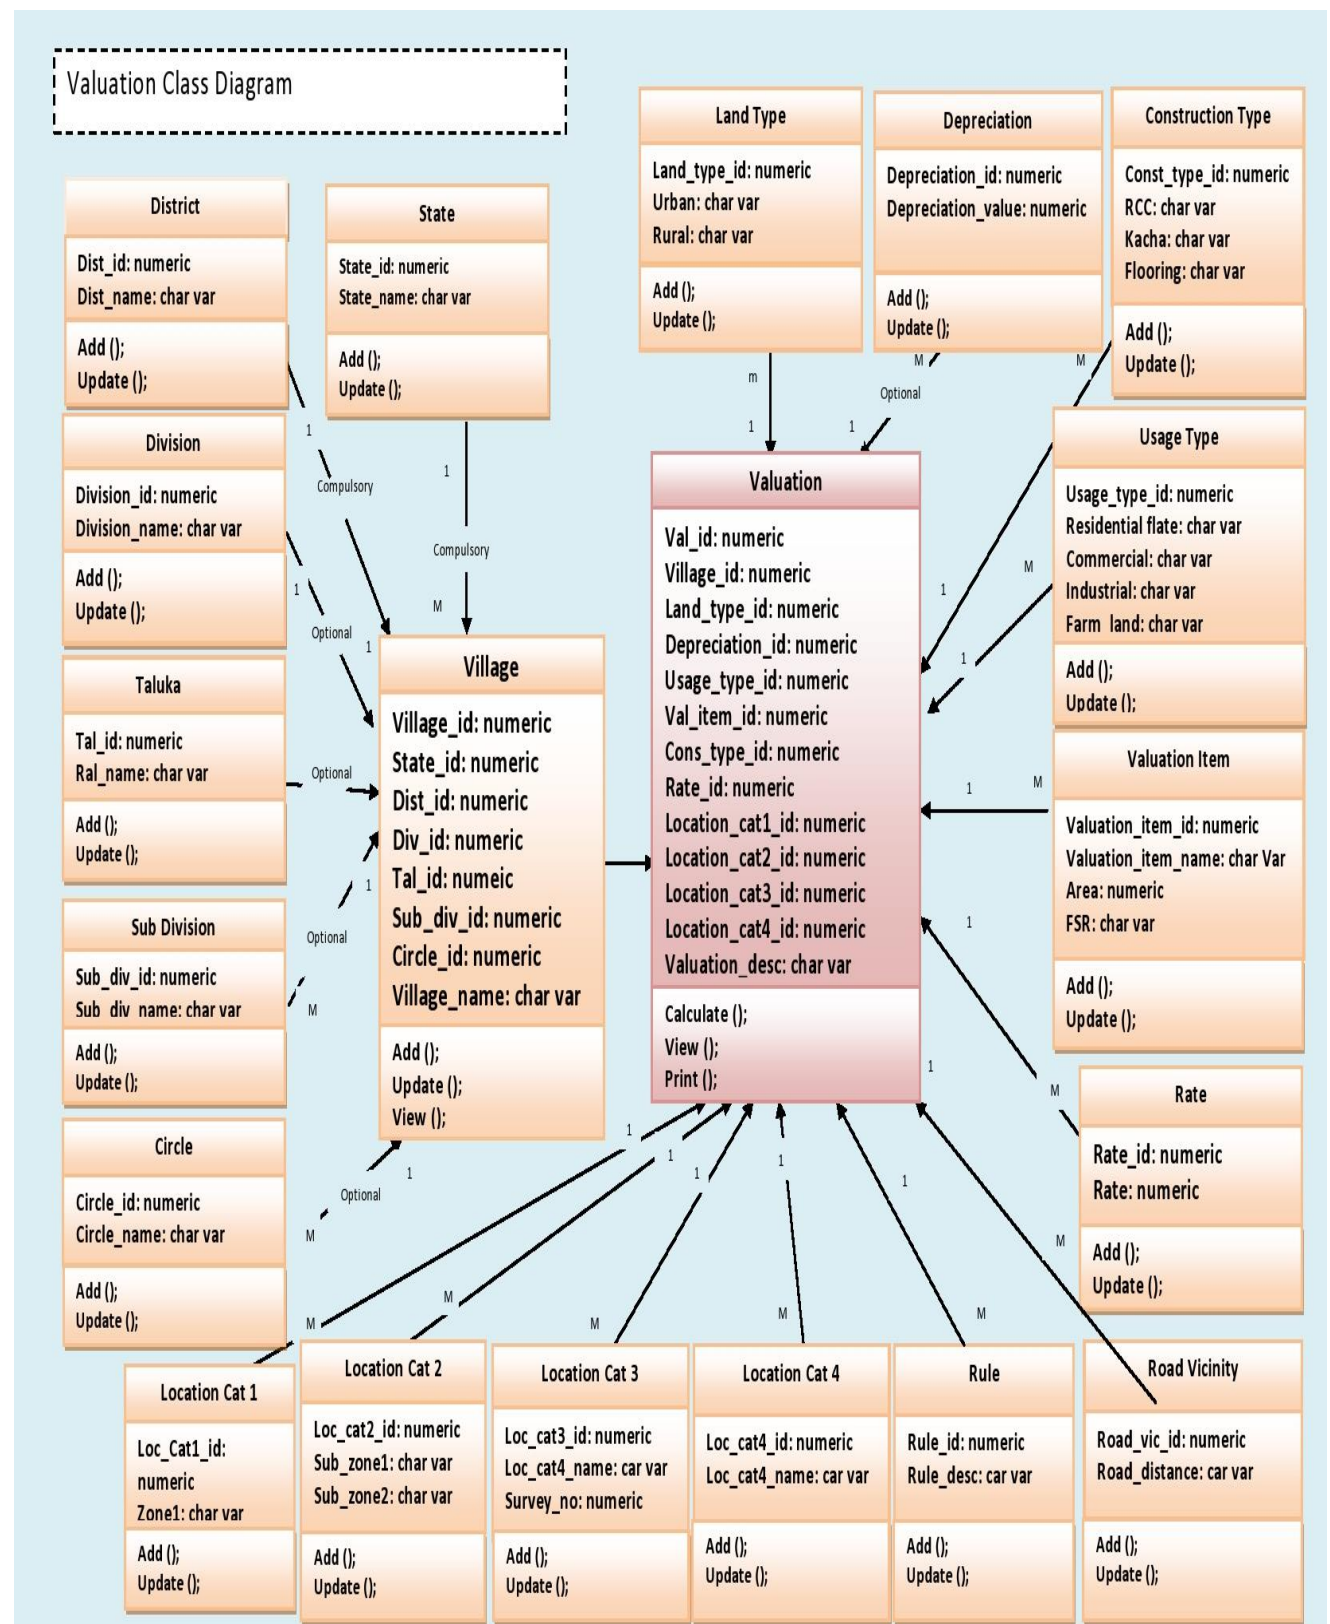 Valuation Class Diagram
Land Type
Land_type_id: numeric
Urban: char var
Rural: char var
Add ();
Update ();
Depreciation
Depreciation_id: numeric
Depreciation_value: numeric
Add ();
Update ();
Construction Type
Const_type_id: numeric
RCC: char var
Kacha: char var
Flooring: char var
Add ();
Update ();
District
Dist_id: numeric
Dist_name: char var
Add ();
Update ();
State
State_id: numeric
State_name: char var
Add ();
Update ();
m
1
M
Optional
1
M
1
1
Compulsory
1
1
Compulsory
M
Division
Division_id: numeric
Division_name: char var
Add ();
Update ();
1
Optional
Usage Type
Usage_type_id: numeric
Residential flate: char var
Commercial: char var
Industrial: char var
Farm_land: char var
Add ();
Update ();
M
1
Valuation
Val_id: numeric
Village_id: numeric
Land_type_id: numeric
Depreciation_id: numeric
Usage_type_id: numeric
Val_item_id: numeric
Cons_type_id: numeric
Rate_id: numeric
Location_cat1_id: numeric
Location_cat2_id: numeric
Location_cat3_id: numeric
Location_cat4_id: numeric
Valuation_desc: char var
Calculate ();
View ();
Print ();
Village
Village_id: numeric
State_id: numeric
Dist_id: numeric
Div_id: numeric
Tal_id: numeic
Sub_div_id: numeric
Circle_id: numeric
Village_name: char var
Add ();
Update ();
View ();
Taluka
Tal_id: numeric
Ral_name: char var
Add ();
Update ();
Optional
Valuation Item
Valuation_item_id: numeric
Valuation_item_name: char Var
Area: numeric
FSR: char var
Add ();
Update ();
1
M
Sub Division
Sub_div_id: numeric
Sub_div_name: char var
Add ();
Update ();
1
Optional
M
Rate
Rate_id: numeric
Rate: numeric
Add ();
Update ();
1
M
Circle
Circle_id: numeric
Circle_name: char var
Add ();
Update ();
1
Optional
M
1
M
1
M
1
M
1
M
1
M
1
M
Location Cat 1
Loc_Cat1_id:
numeric
Zone1: char var
Add ();
Update ();
Location Cat 2
Loc_cat2_id: numeric
Sub_zone1: char var
Sub_zone2: char var
Add ();
Update ();
Location Cat 3
Loc_cat3_id: numeric
Loc_cat4_name: car var
Survey_no: numeric
Add ();
Update ();
Location Cat 4
Loc_cat4_id: numeric
Loc_cat4_name: car var
Add ();
Update ();
Rule
Rule_id: numeric
Rule_desc: car var
Add ();
Update ();
Road Vicinity
Road_vic_id: numeric
Road_distance: car var
Add ();
Update ();